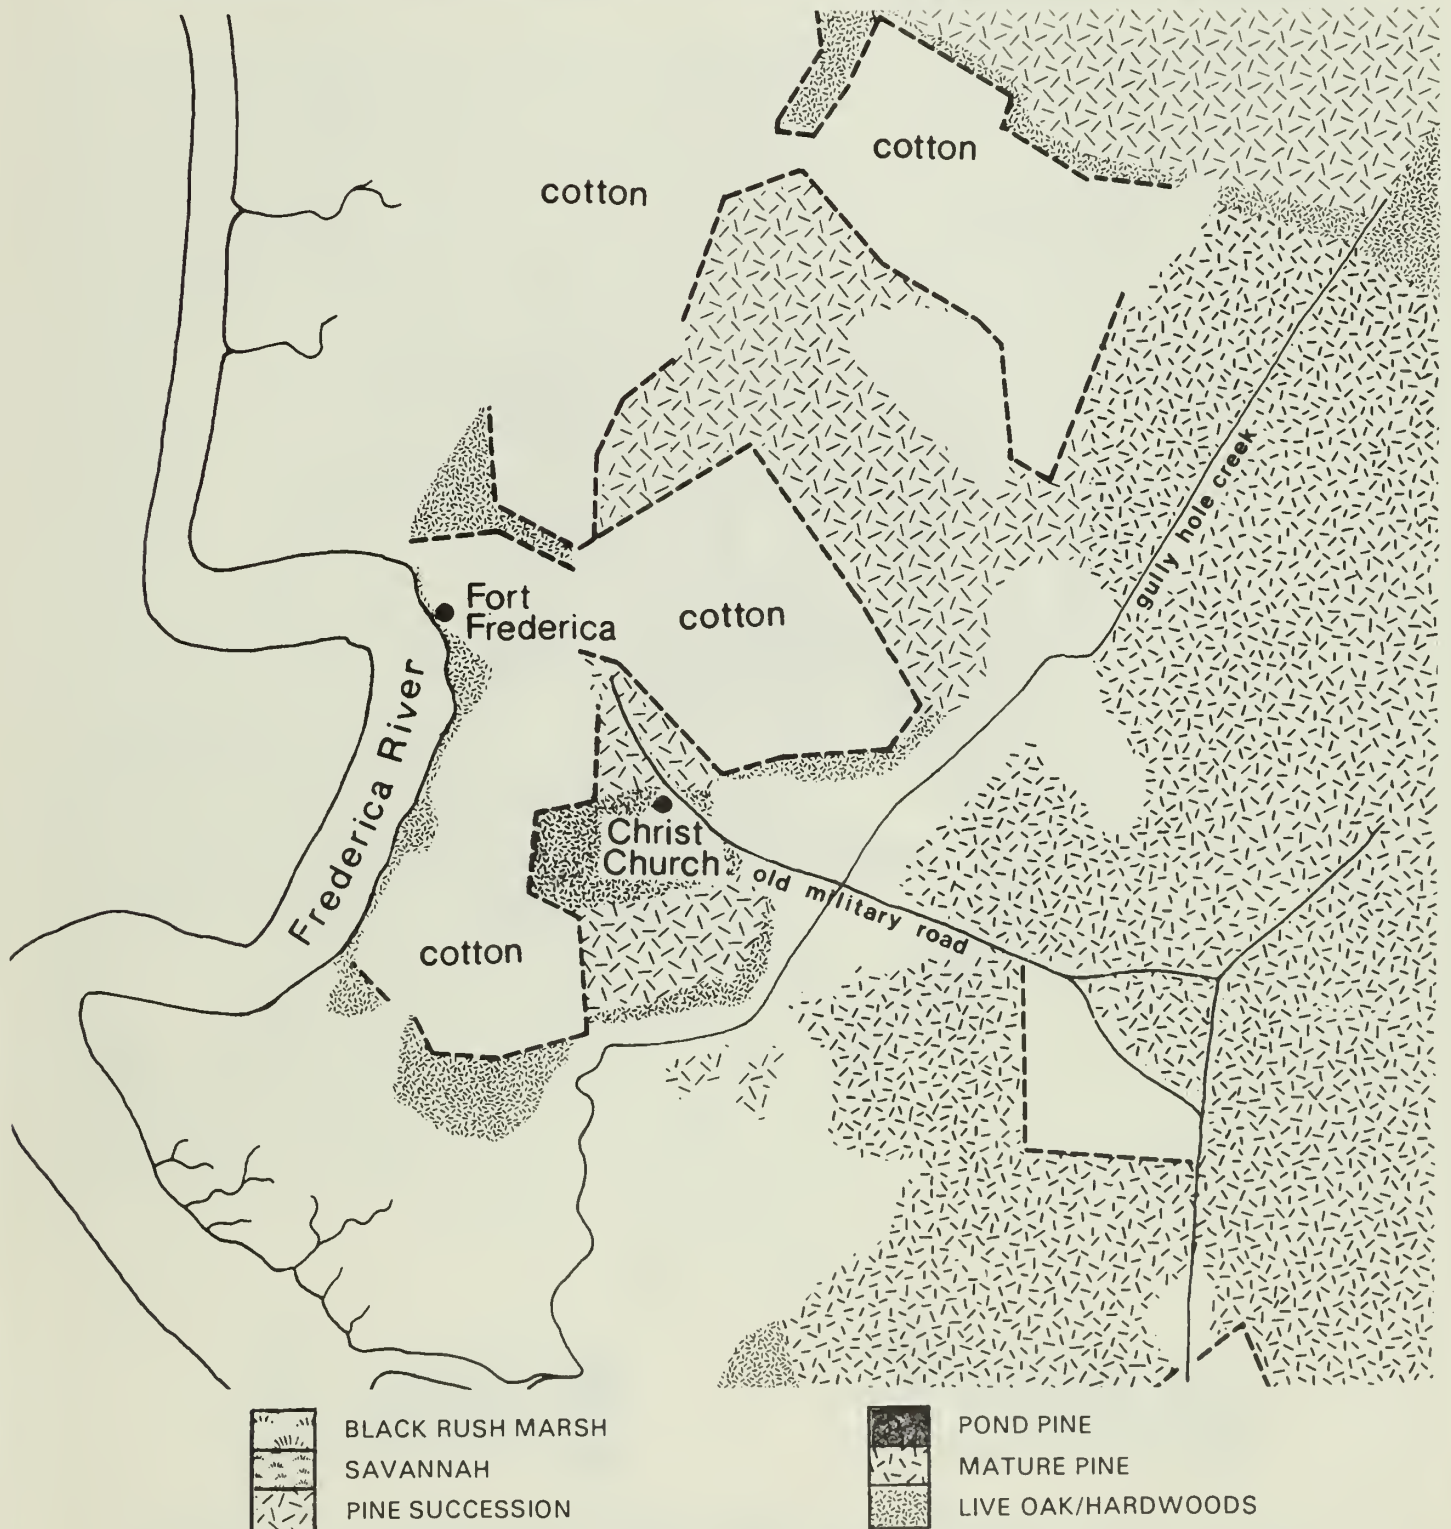 cotton
cotton
gully hole creek
Fort
Frederica
cotton
Frederica River
Christ
Church
old military road
cotton
BLACK RUSH MARSH
SAVANNAH
PINE SUCCESSION
POND PINE
MATURE PINE
LIVE OAK/HARDWOODS